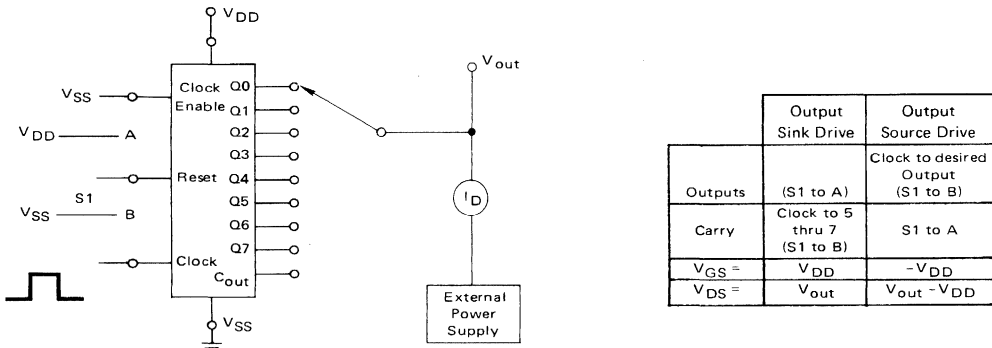 VDD
VSS
VDD A
S1
VSS B
Clock Enable
Reset
Clock
Q0
Q1
Q2
Q3
Q4
Q5
Q6
Q7
Cout
VSS
Vout
ID
External
Power
Supply
Output Sink Drive
Output Source Drive
Outputs
(S1 to A)
Clock to desired
Output
(S1 to B)
Carry
Clock to 5
thru 7
(S1 to B)
S1 to A
VGS =
VDD
-VDD
VDS =
Vout
Vout -VDD